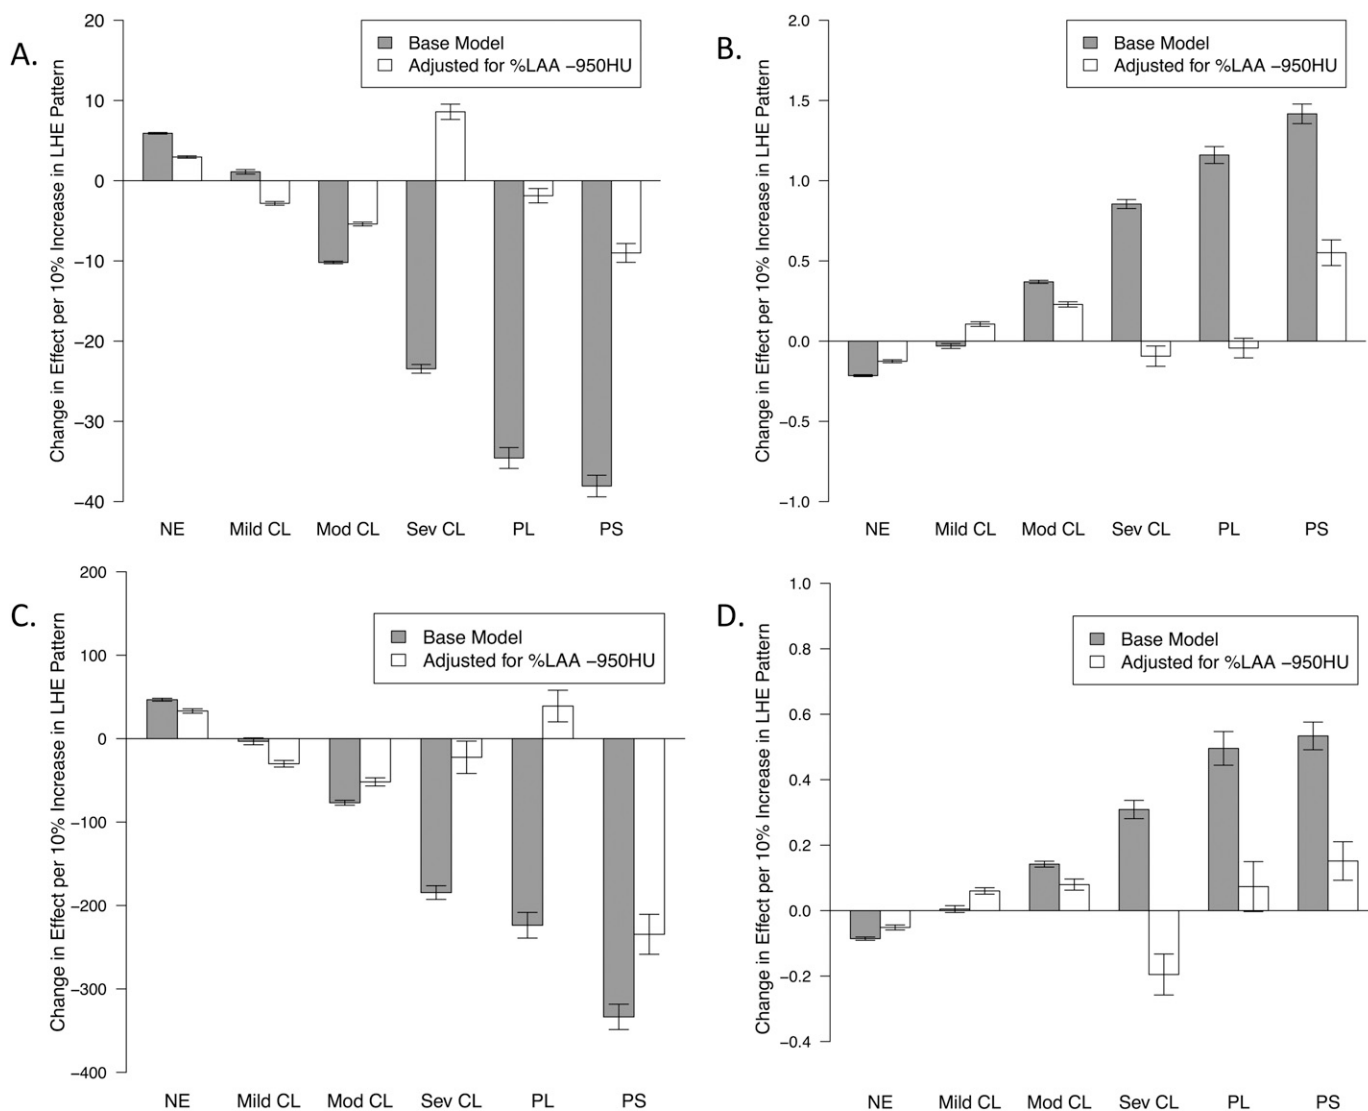 A.
Change in Effect per 10% Increase in LHE Pattern
20
10
0
−10
−20
−30
−40
Base Model
Adjusted for %LAA −950HU
NE Mild CL Mod CL Sev CL PL PS
B.
Change in Effect per 10% Increase in LHE Pattern
2.0
1.5
1.0
0.5
0.0
−0.5
−1.0
Base Model
Adjusted for %LAA −950HU
NE Mild CL Mod CL Sev CL PL PS
C.
Change in Effect per 10% Increase in LHE Pattern
200
100
0
−100
−200
−300
−400
Base Model
Adjusted for %LAA −950HU
NE Mild CL Mod CL Sev CL PL PS
D.
Change in Effect per 10% Increase in LHE Pattern
1.0
0.8
0.6
0.4
0.2
0.0
−0.2
−0.4
Base Model
Adjusted for %LAA −950HU
NE Mild CL Mod CL Sev CL PL PS